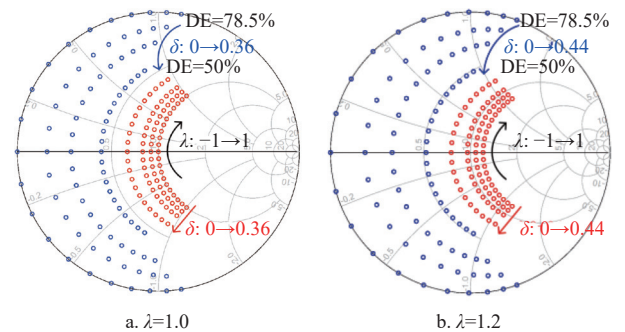 DE=78.5%
δ: 0→0.36
DE=50%
λ: −1→1
δ: 0→0.36
a. λ=1.0
DE=78.5%
δ: 0→0.44
DE=50%
λ: −1→1
δ: 0→0.44
b. λ=1.2